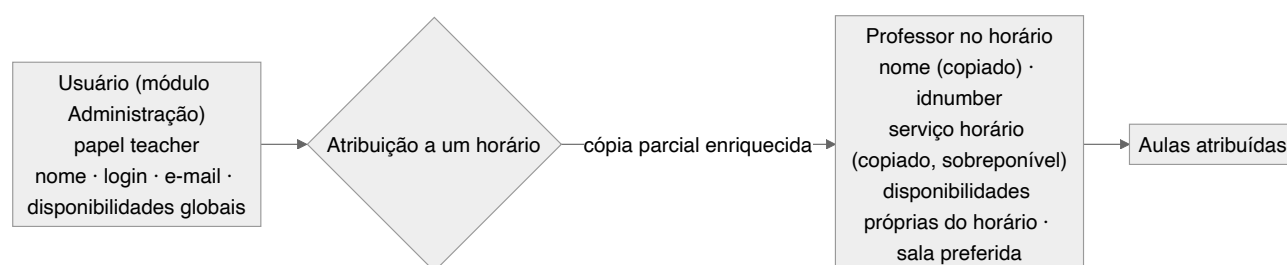 Usuário (módulo
Administração)
papel teacher
nome · login · e-mail ·
disponibilidades globais
Atribuição a um horário
cópia parcial enriquecida
Professor no horário
nome (copiado) ·
idnumber
serviço horário
(copiado, sobreponível)
disponibilidades
próprias do horário ·
sala preferida
Aulas atribuídas